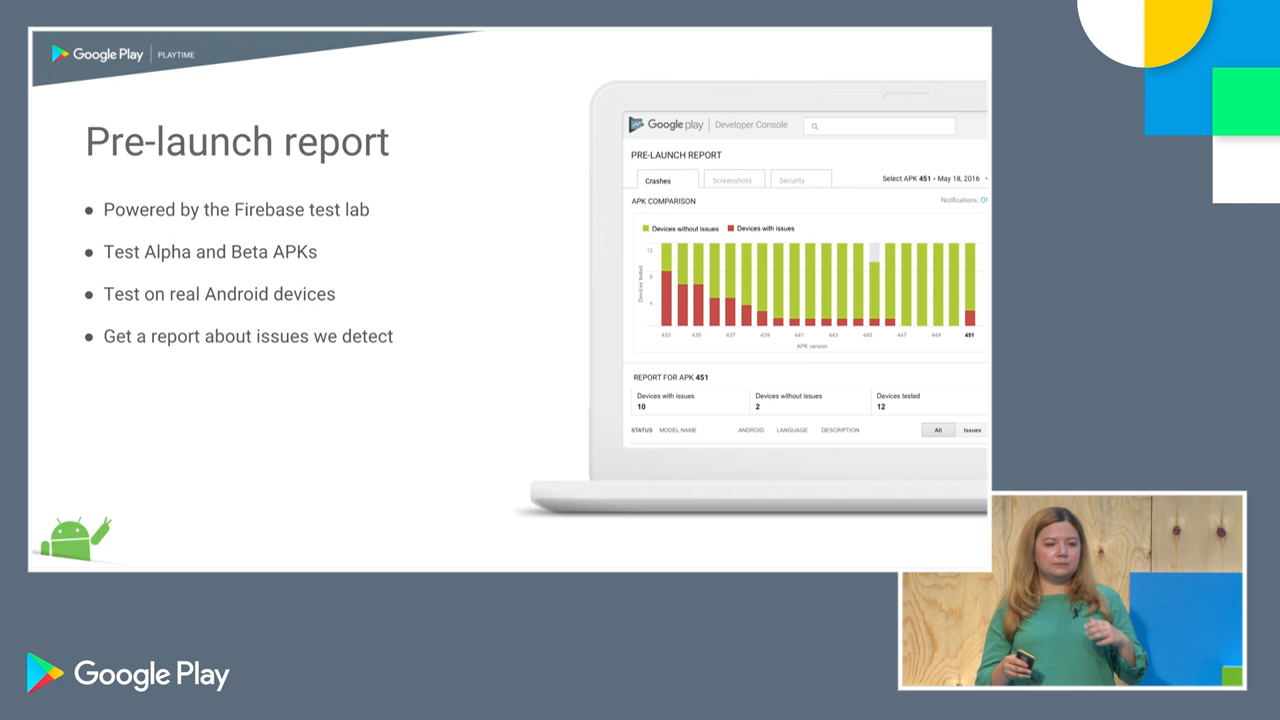 Google Play | PLAYTIME
Pre-launch report
Powered by the Firebase test lab
Test Alpha and Beta APKs
Test on real Android devices
Get a report about issues we detect
Google play | Developer Console
PRE-LAUNCH REPORT
Crashes Screenshots Security Select APK 451 - May 18, 2016
APK COMPARISON Notifications:
Devices without issues Devices with issues
12
8
4
Devices tested
433 435 437 439 441 443 445 447 449 451
APK version
REPORT FOR APK 451
Devices with issues Devices without issues Devices tested
10 2 12
STATUS MODEL NAME ANDROID LANGUAGE DESCRIPTION All Issues
Google Play